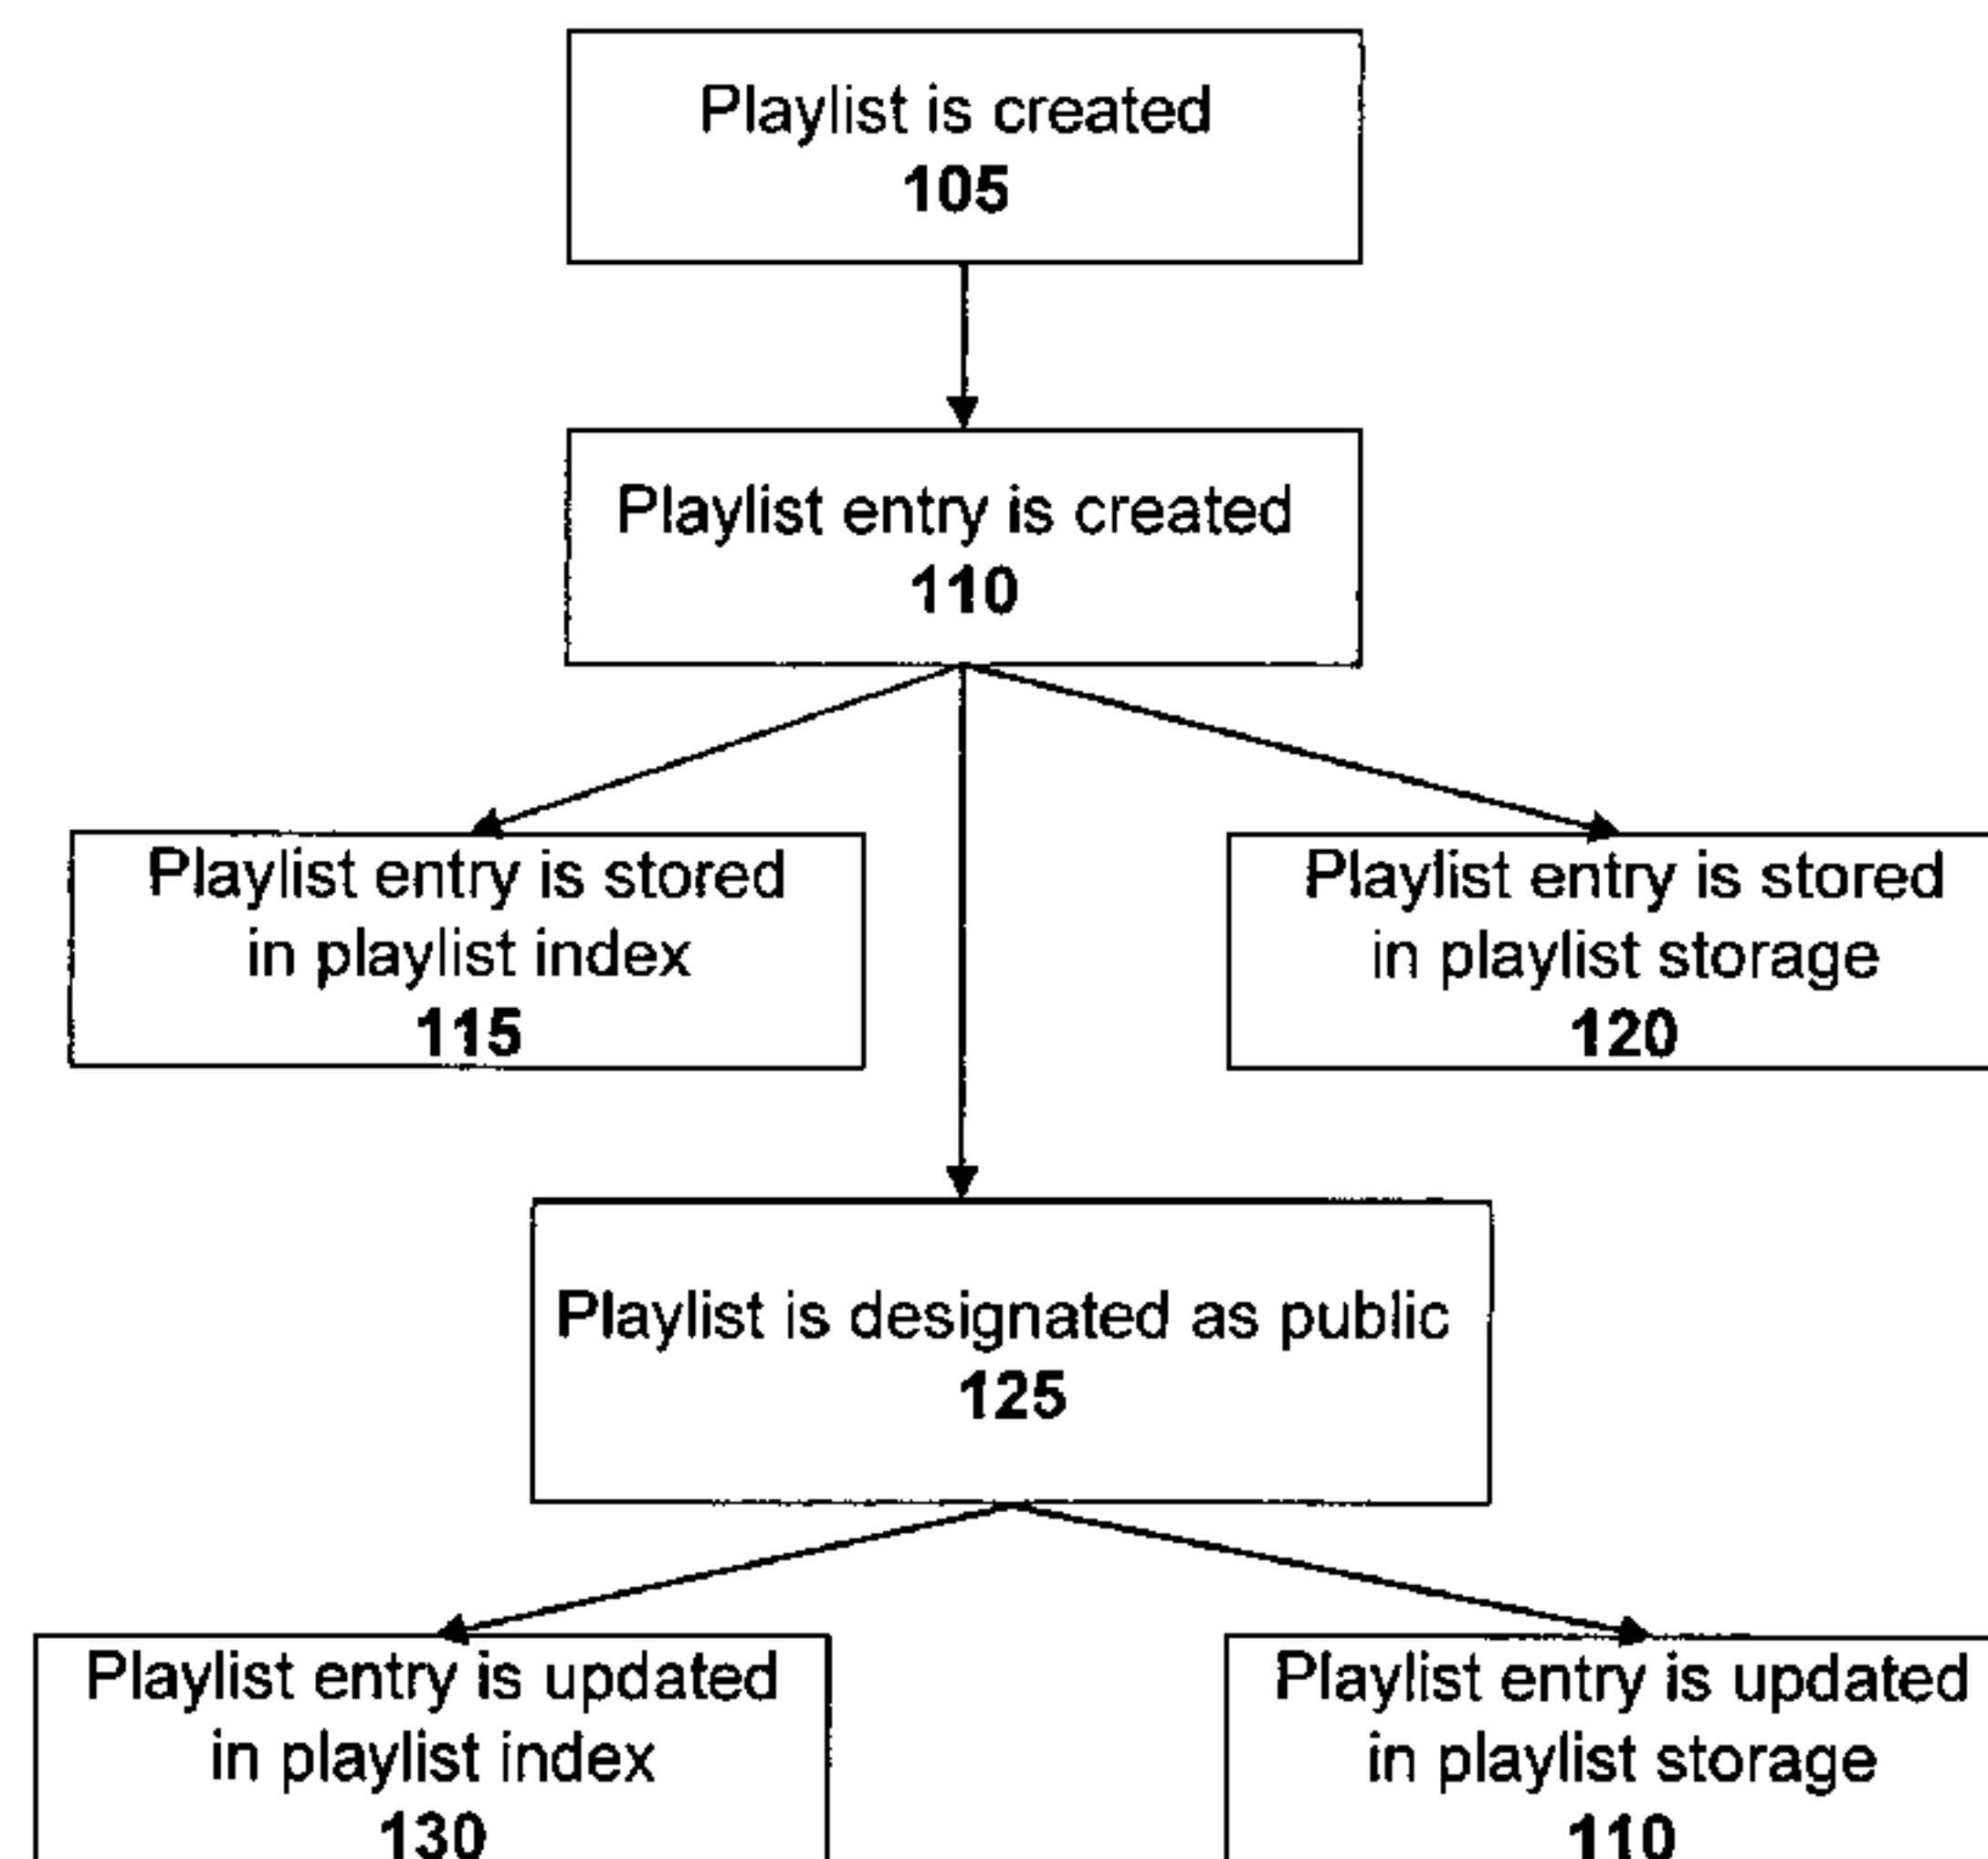 Playlist is created
105
Playlist entry is created
110
Playlist entry is stored
in playlist index
115
Playlist entry is stored
in playlist storage
120
Playlist is designated as public
125
Playlist entry is updated
in playlist index
130
Playlist entry is updated
in playlist storage
110